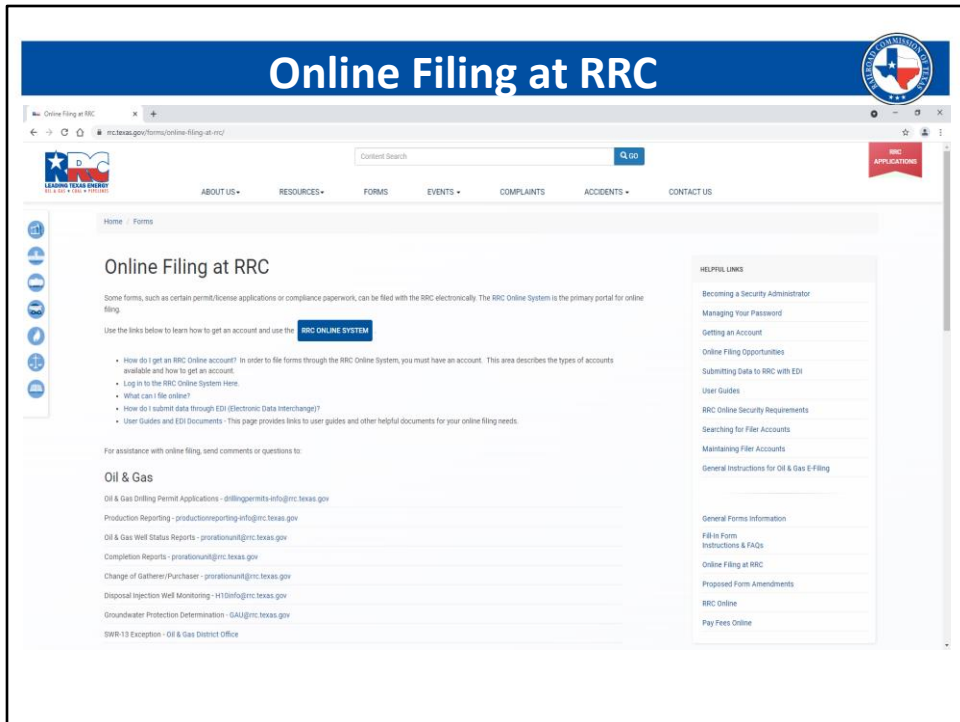 Online Filing at RRC
RAILROAD COMMISSION OF TEXAS
Online Filing at RRC
rrc.texas.gov/forms/online-filing-at-rrc/
RRC
LEADING TEXAS ENERGY
OIL & GAS • COAL • PIPELINES
Content Search
GO
RRC
APPLICATIONS
ABOUT US RESOURCES FORMS EVENTS COMPLAINTS ACCIDENTS CONTACT US
Home / Forms
Online Filing at RRC
Some forms, such as certain permit/license applications or compliance paperwork, can be filed with the RRC electronically. The RRC Online System is the primary portal for online
filing.
Use the links below to learn how to get an account and use the RRC ONLINE SYSTEM
• How do I get an RRC Online account? In order to file forms through the RRC Online System, you must have an account. This area describes the types of accounts
available and how to get an account.
• Log in to the RRC Online System Here.
• What can I file online?
• How do I submit data through EDI (Electronic Data Interchange)?
• User Guides and EDI Documents - This page provides links to user guides and other helpful documents for your online filing needs.
For assistance with online filing, send comments or questions to:
Oil & Gas
Oil & Gas Drilling Permit Applications - drillingpermits-info@rrc.texas.gov
Production Reporting - productionreporting-info@rrc.texas.gov
Oil & Gas Well Status Reports - prorationunit@rrc.texas.gov
Completion Reports - prorationunit@rrc.texas.gov
Change of Gatherer/Purchaser - prorationunit@rrc.texas.gov
Disposal Injection Well Monitoring - H10info@rrc.texas.gov
Groundwater Protection Determination - GAU@rrc.texas.gov
SWR-13 Exception - Oil & Gas District Office
HELPFUL LINKS
Becoming a Security Administrator
Managing Your Password
Getting an Account
Online Filing Opportunities
Submitting Data to RRC with EDI
User Guides
RRC Online Security Requirements
Searching for Filer Accounts
Maintaining Filer Accounts
General Instructions for Oil & Gas E-Filing
General Forms Information
Fill-In Form
Instructions & FAQs
Online Filing at RRC
Proposed Form Amendments
RRC Online
Pay Fees Online